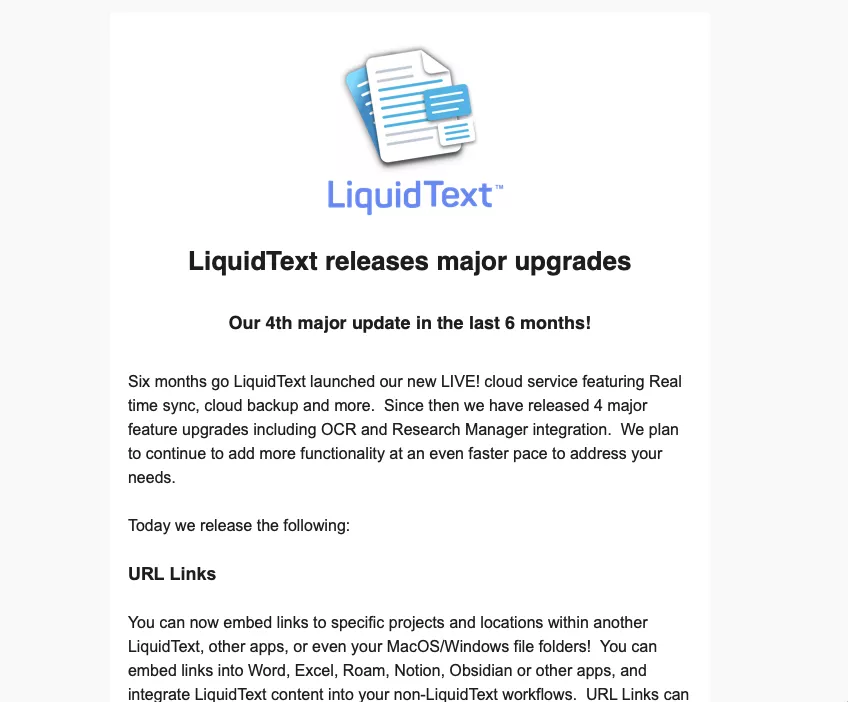 LiquidText™
LiquidText releases major upgrades
Our 4th major update in the last 6 months!
Six months go LiquidText launched our new LIVE! cloud service featuring Real
time sync, cloud backup and more.  Since then we have released 4 major
feature upgrades including OCR and Research Manager integration.  We plan
to continue to add more functionality at an even faster pace to address your
needs.
Today we release the following:
URL Links
You can now embed links to specific projects and locations within another
LiquidText, other apps, or even your MacOS/Windows file folders!  You can
embed links into Word, Excel, Roam, Notion, Obsidian or other apps, and
integrate LiquidText content into your non-LiquidText workflows.  URL Links can